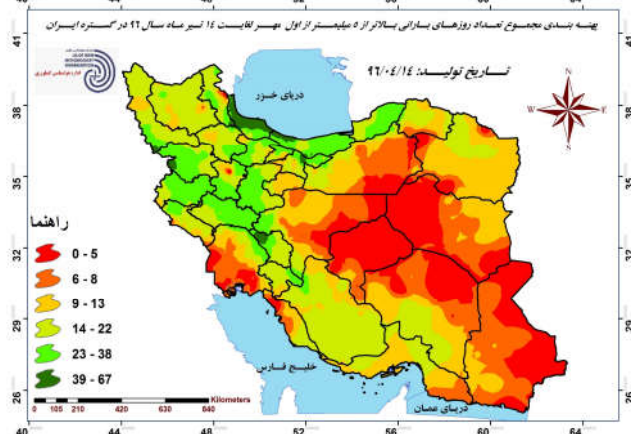 پهنه بندی مجموع تعداد روزهای بارانی بالاتر از ۵ میلیمتر از اول مهر لغایت ۱۴ تیر ماه سال ۹۶ در گستره ایران
تاریخ تولید: ۹۶/۰۴/۱۴
دریای خزر
N
W
E
S
راهنما
0 - 5
6 - 8
9 - 13
14 - 22
23 - 38
39 - 67
Kilometers
0 105 210 420 630 840
خلیج فارس
دریای عمان
40 44 48 52 56 60 64
41
38
35
32
29
26